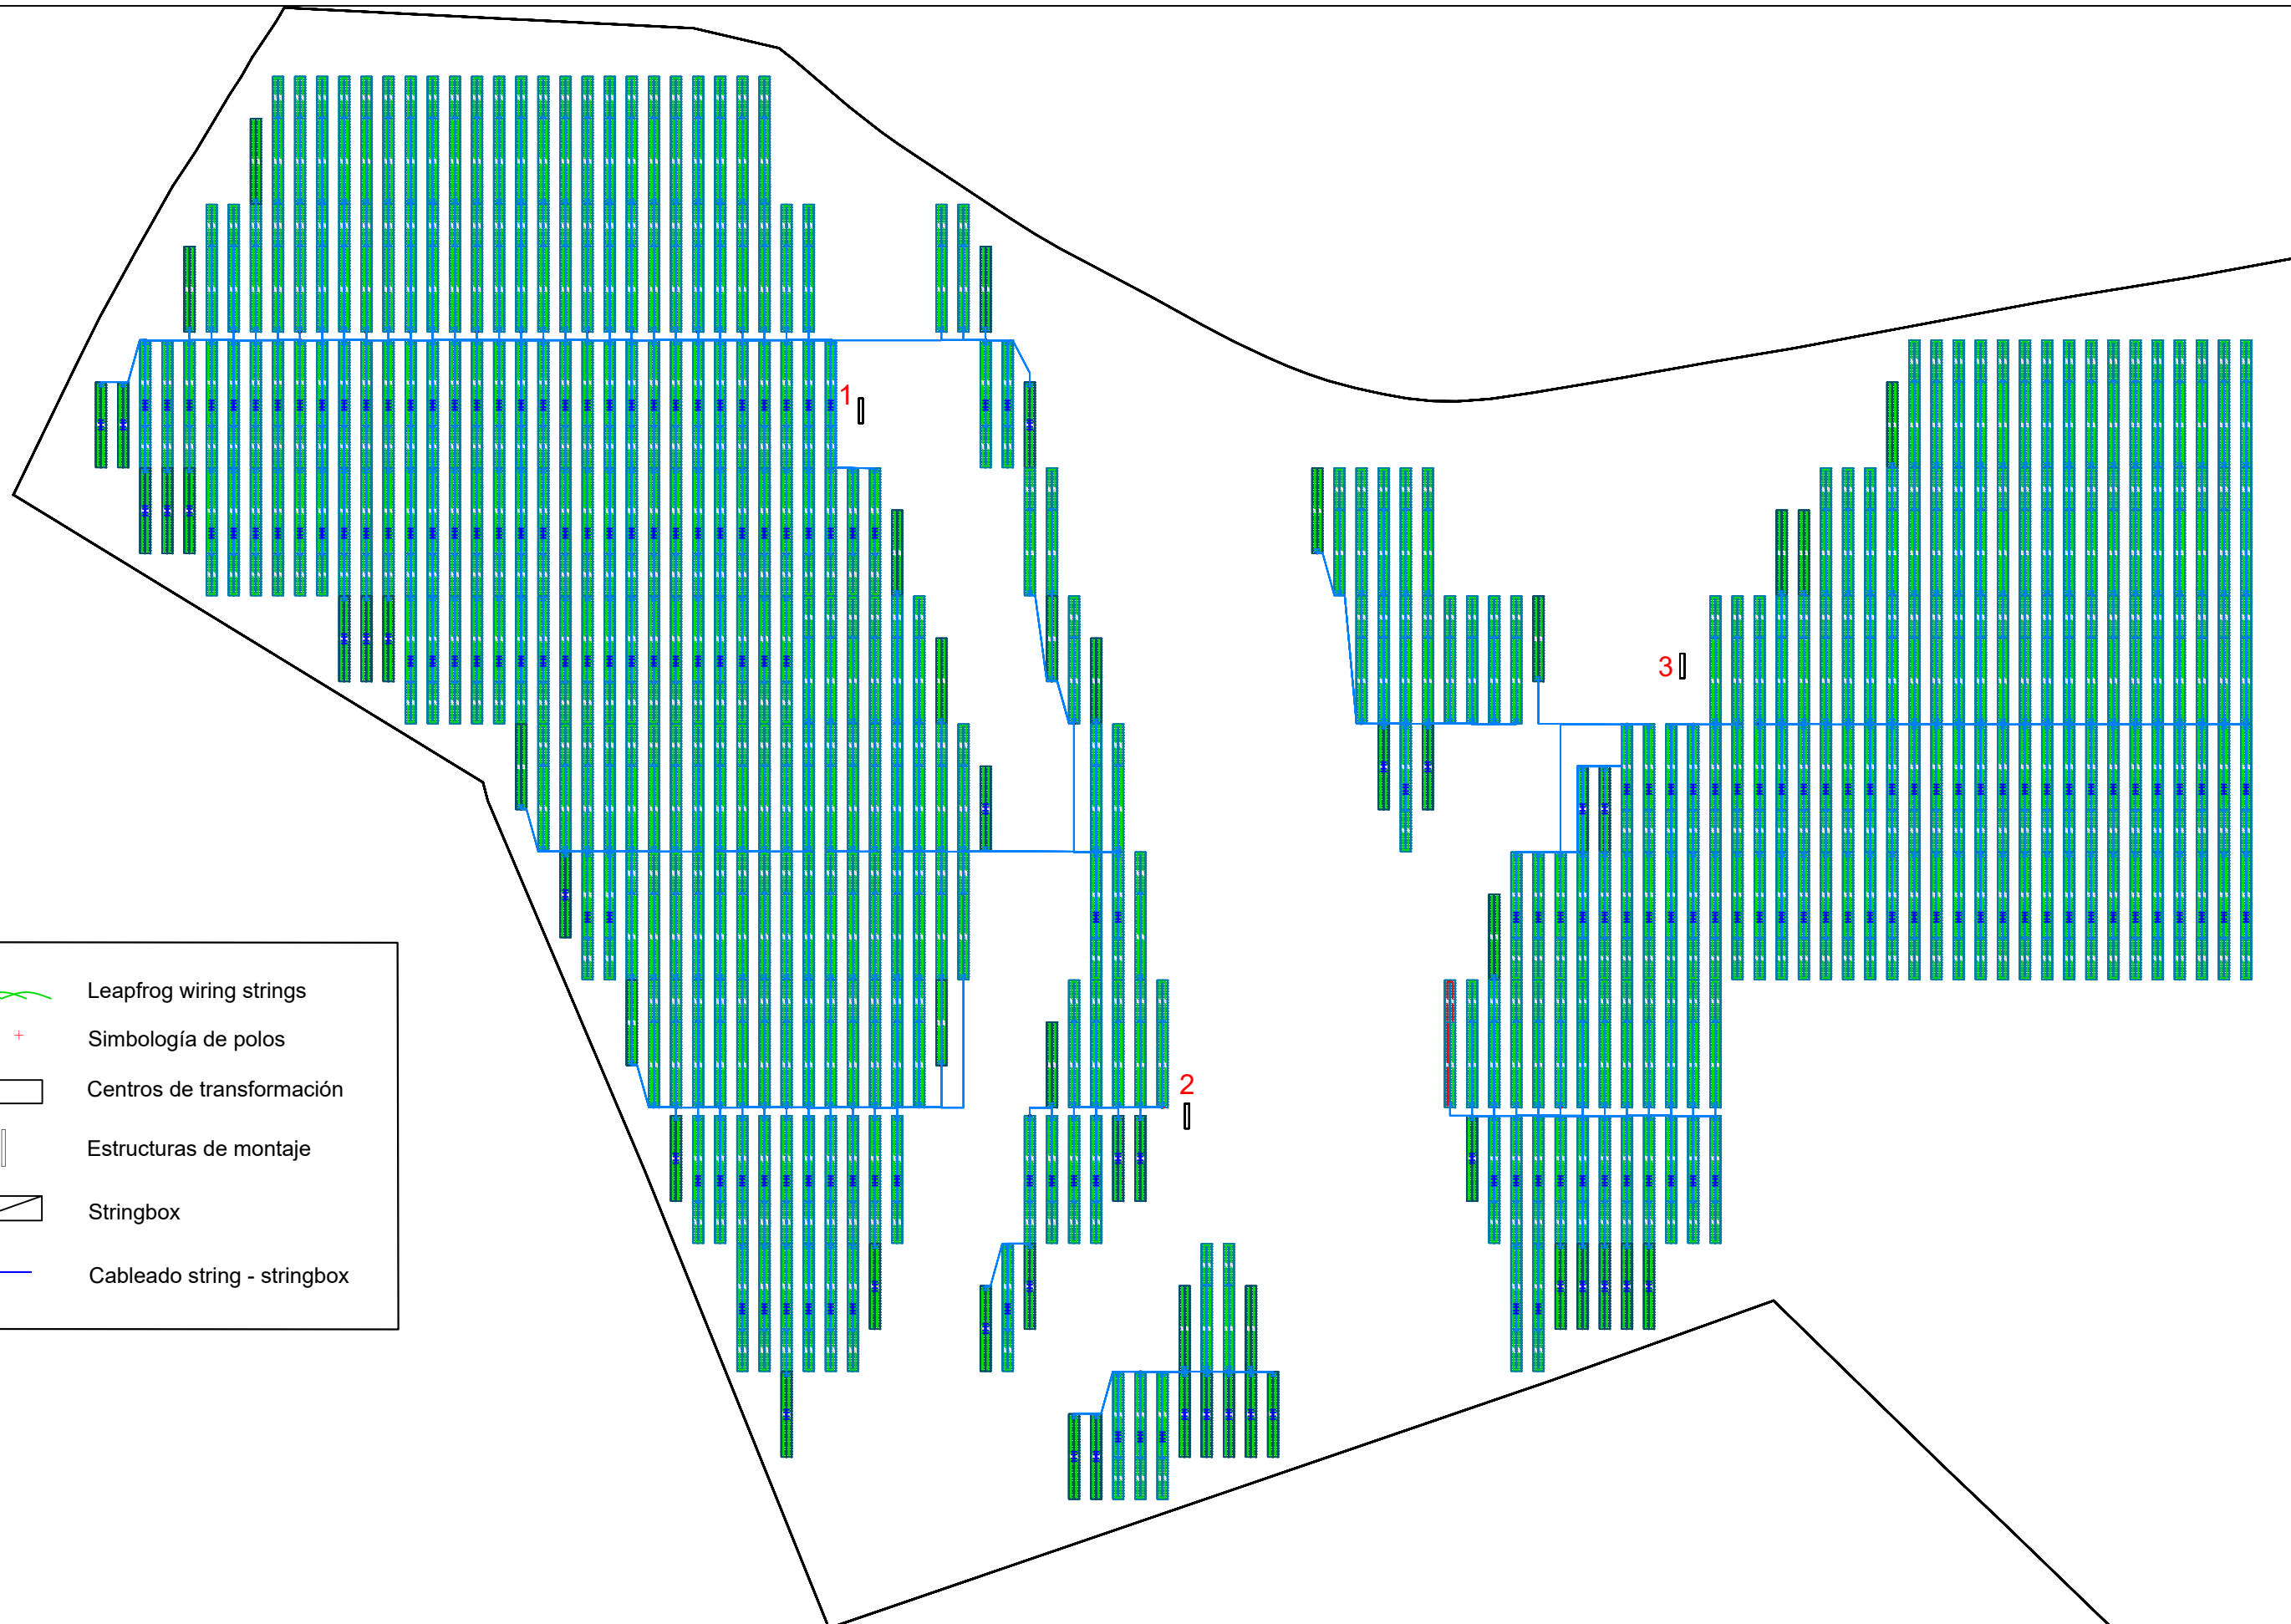 1
3
Leapfrog wiring strings
Simbología de polos
Centros de transformación
2
Estructuras de montaje
Stringbox
Cableado string - stringbox